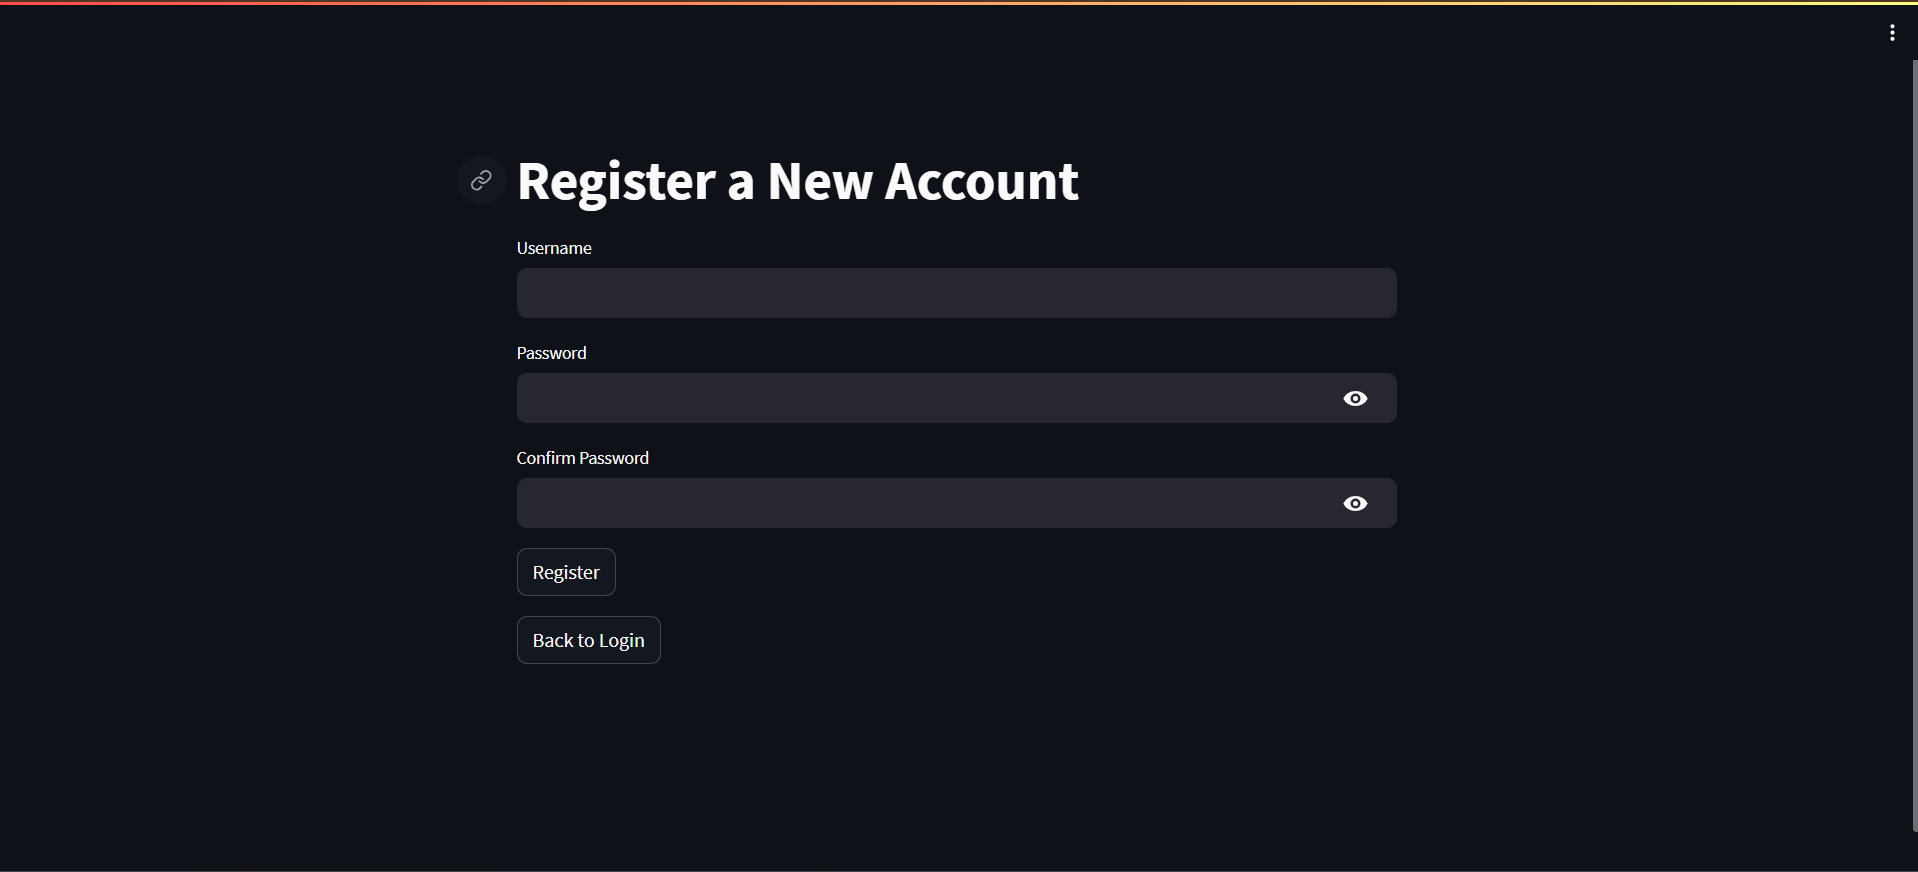 Register a New Account
Username
Password
Confirm Password
Register
Back to Login